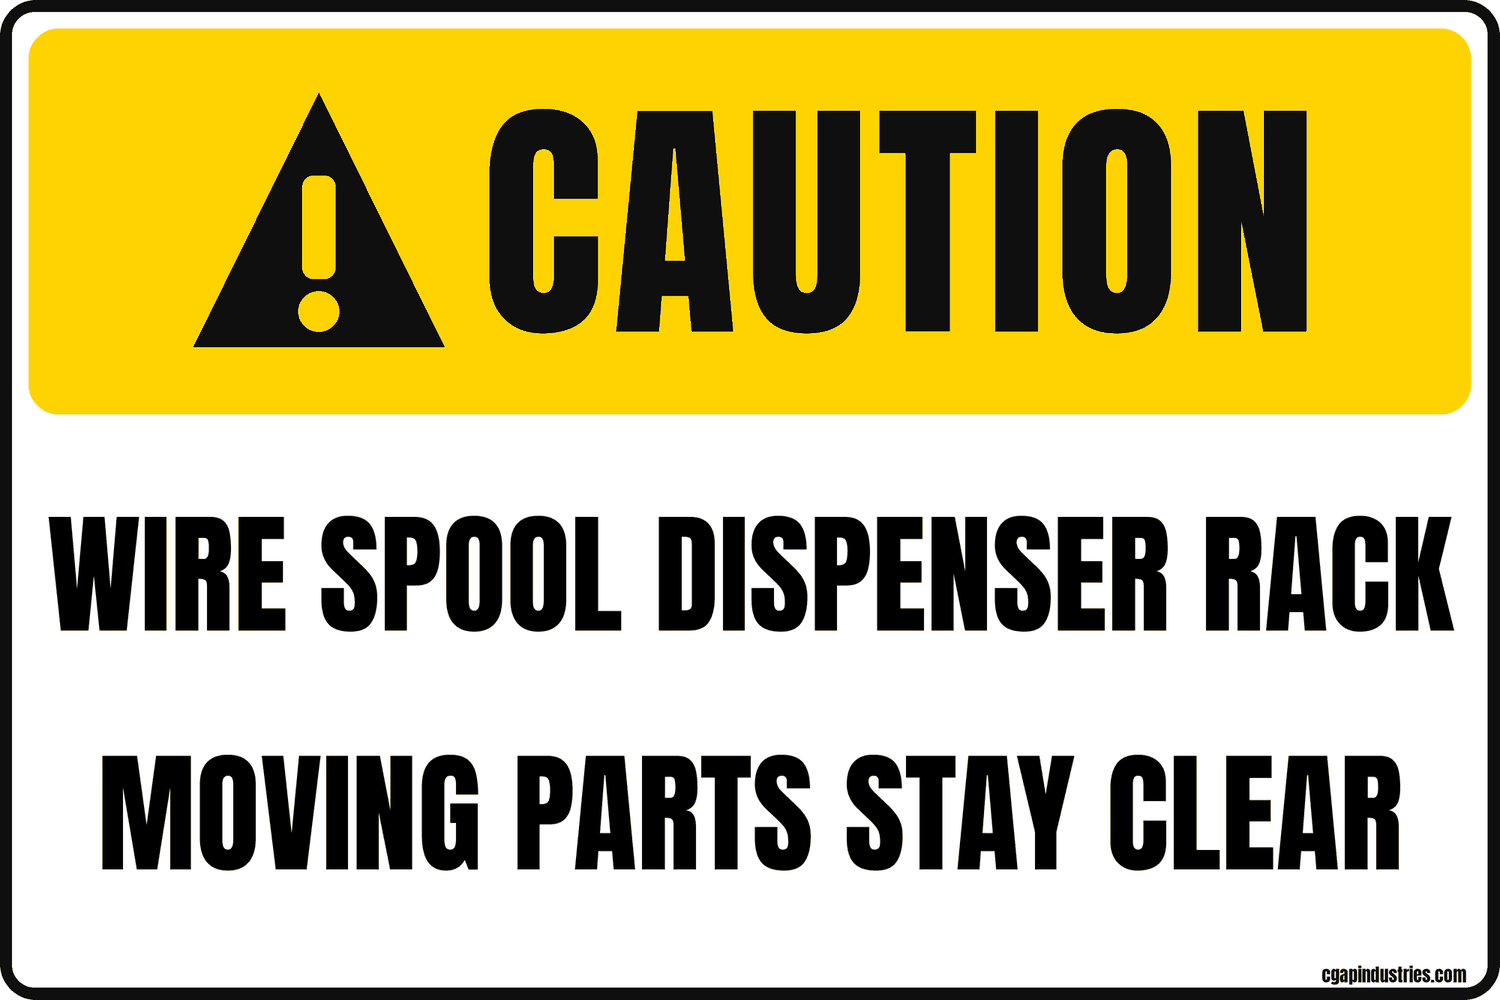 CAUTION
WIRE SPOOL DISPENSER RACK
MOVING PARTS STAY CLEAR
cgapindustries.com